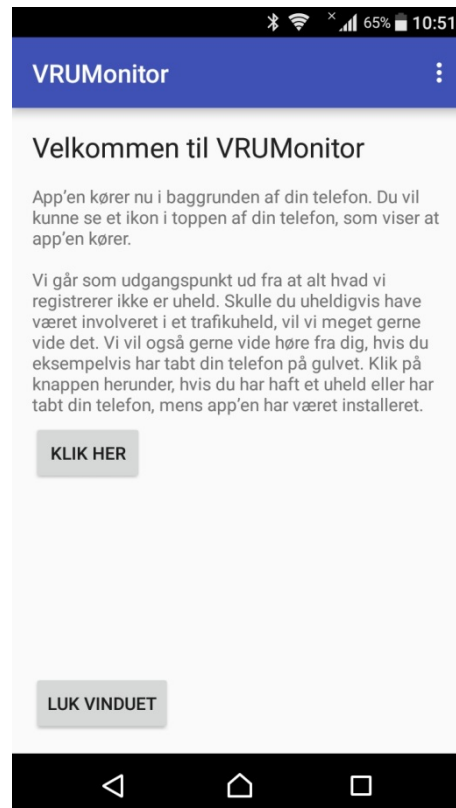 65% 10:51
VRUMonitor
Velkommen til VRUMonitor
App'en kører nu i baggrunden af din telefon. Du vil
kunne se et ikon i toppen af din telefon, som viser at
app'en kører.
Vi går som udgangspunkt ud fra at alt hvad vi
registrerer ikke er uheld. Skulle du uheldigvis have
været involveret i et trafikuheld, vil vi meget gerne
vide det. Vi vil også gerne vide høre fra dig, hvis du
eksempelvis har tabt din telefon på gulvet. Klik på
knappen herunder, hvis du har haft et uheld eller har
tabt din telefon, mens app'en har været installeret.
KLIK HER
LUK VINDUET